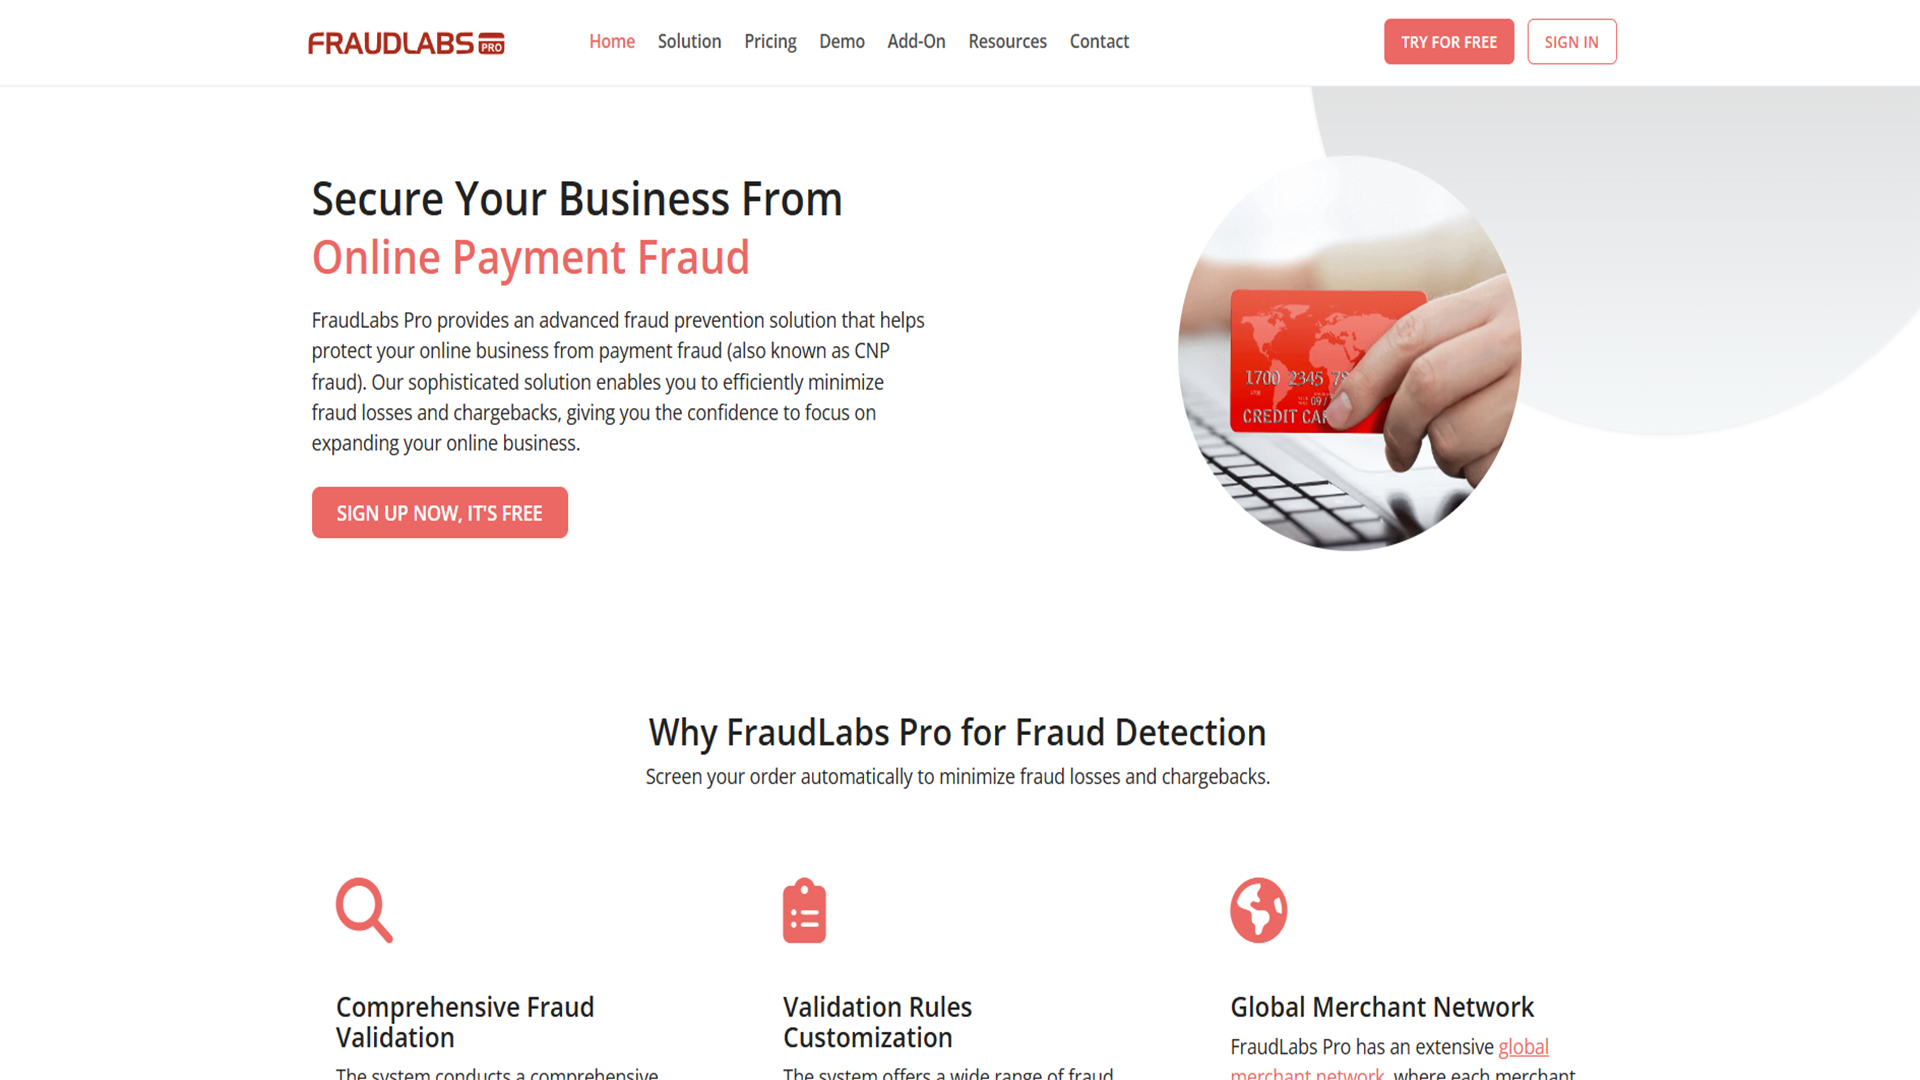 FRAUDLABS PRO
Home Solution Pricing Demo Add-On Resources Contact
TRY FOR FREE SIGN IN
Secure Your Business From
Online Payment Fraud
FraudLabs Pro provides an advanced fraud prevention solution that helps
protect your online business from payment fraud (also known as CNP
fraud). Our sophisticated solution enables you to efficiently minimize
fraud losses and chargebacks, giving you the confidence to focus on
expanding your online business.
SIGN UP NOW, IT'S FREE
1700 2345
09/
CREDIT CAR
Why FraudLabs Pro for Fraud Detection
Screen your order automatically to minimize fraud losses and chargebacks.
Comprehensive Fraud
Validation
The system conducts a comprehensive
Validation Rules
Customization
The system offers a wide range of fraud
Global Merchant Network
FraudLabs Pro has an extensive global
merchant network, where each merchant